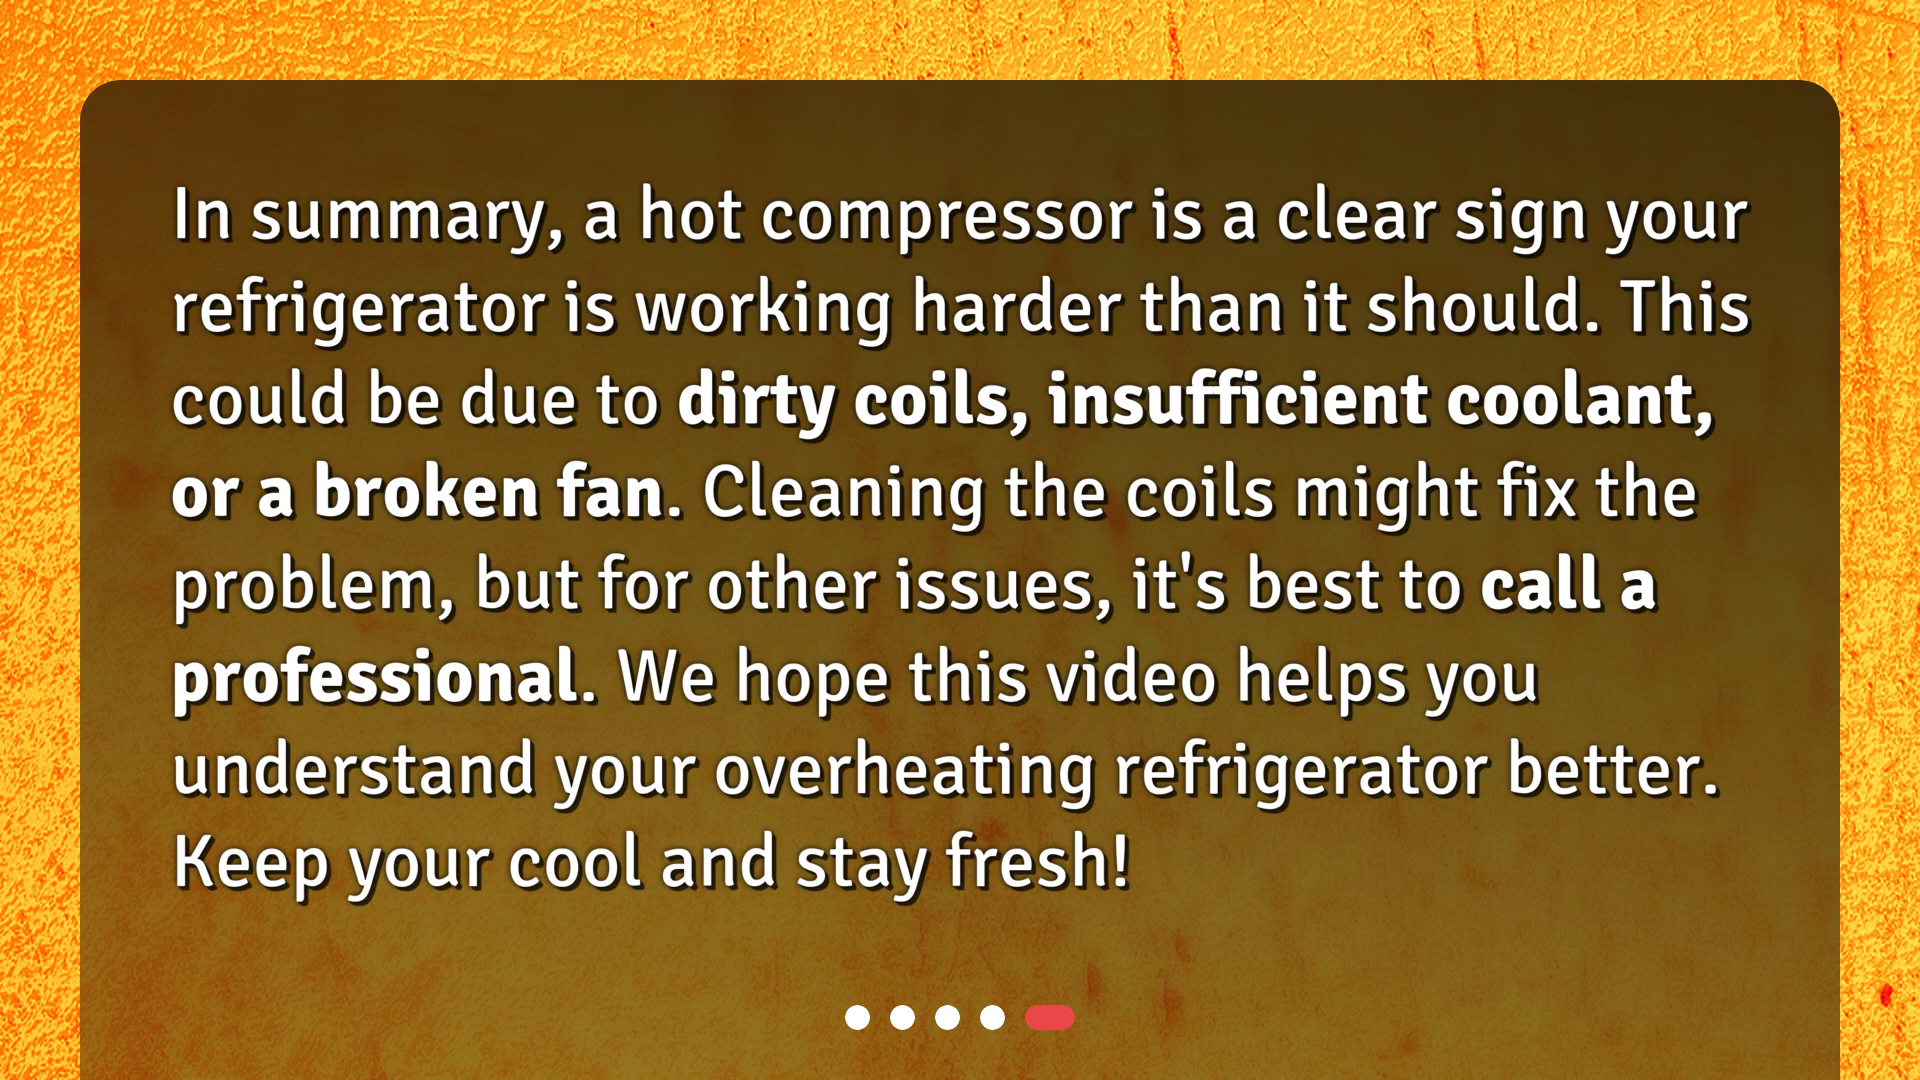 In summary, a hot compressor is a clear sign your
refrigerator is working harder than it should. This
could be due to dirty coils, insufficient coolant,
or a broken fan. Cleaning the coils might fix the
problem, but for other issues, it's best to call a
professional. We hope this video helps you
understand your overheating refrigerator better.
Keep your cool and stay fresh!